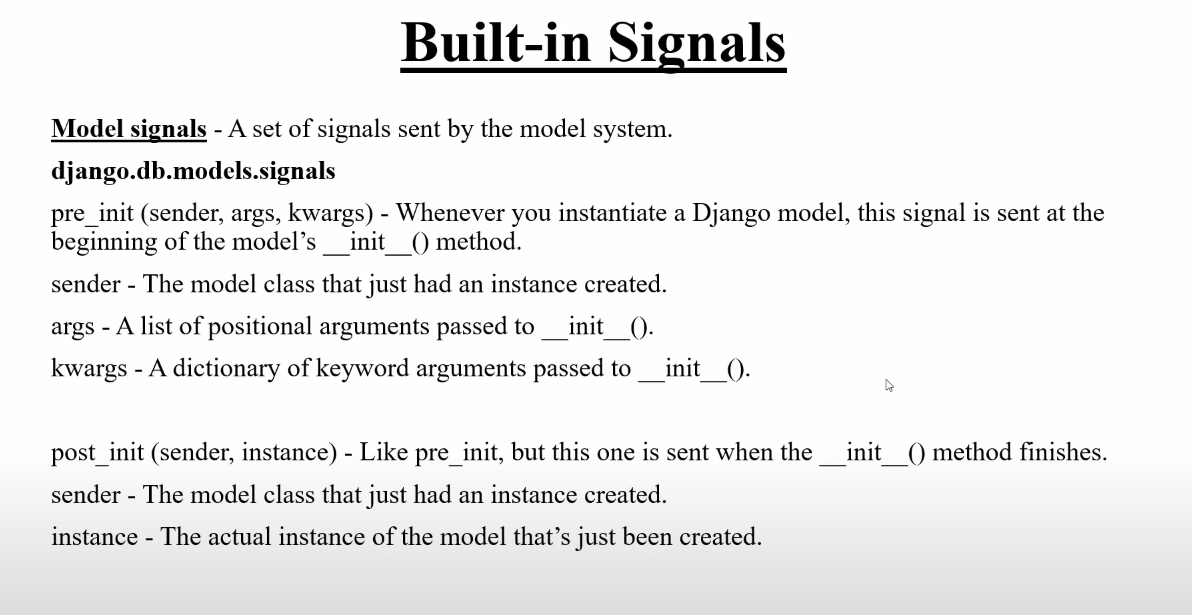 Built-in Signals
Model signals - A set of signals sent by the model system.
django.db.models.signals
pre_init (sender, args, kwargs) - Whenever you instantiate a Django model, this signal is sent at the
beginning of the model’s __init__() method.
sender - The model class that just had an instance created.
args - A list of positional arguments passed to __init__().
kwargs - A dictionary of keyword arguments passed to __init__().
post_init (sender, instance) - Like pre_init, but this one is sent when the __init__() method finishes.
sender - The model class that just had an instance created.
instance - The actual instance of the model that’s just been created.